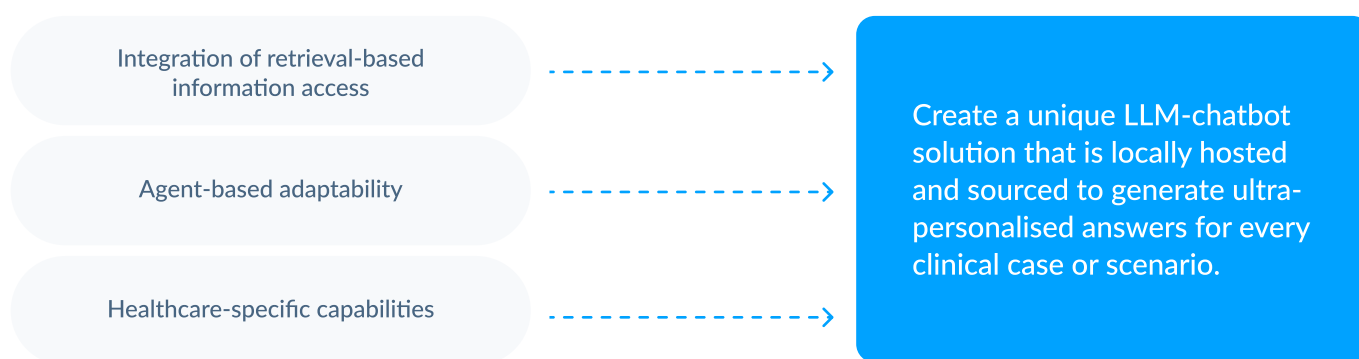 Integration of retrieval-based
information access
Agent-based adaptability
Healthcare-specific capabilities
Create a unique LLM-chatbot
solution that is locally hosted
and sourced to generate ultra-
personalised answers for every
clinical case or scenario.